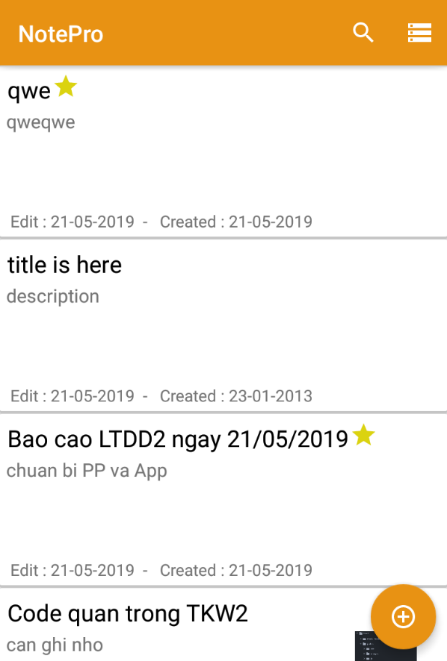 NotePro
qwe
qweqwe
Edit : 21-05-2019 - Created : 21-05-2019
title is here
description
Edit : 21-05-2019 - Created : 23-01-2013
Bao cao LTDD2 ngay 21/05/2019
chuan bi PP va App
Edit : 21-05-2019 - Created : 21-05-2019
Code quan trong TKW2
can ghi nho